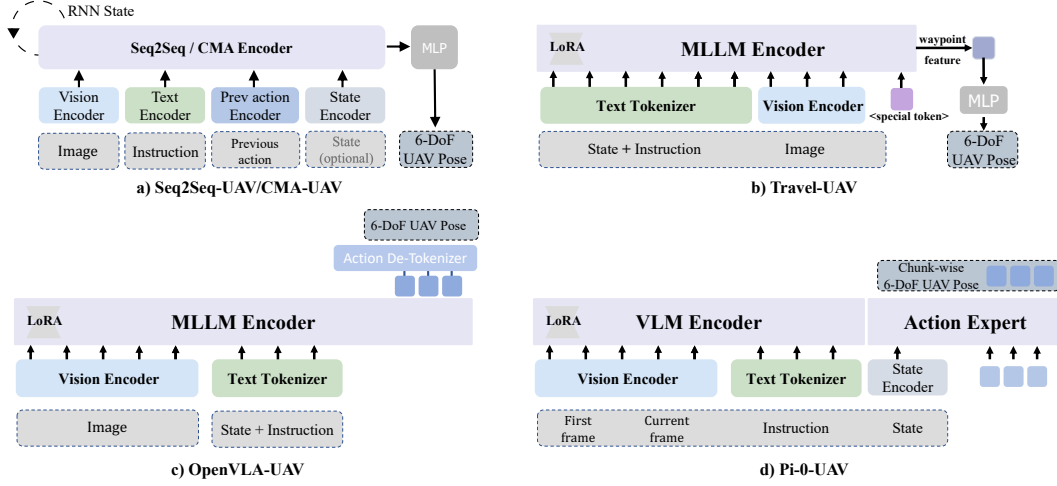 RNN State
Seq2Seq / CMA Encoder
MLP
Vision
Encoder
Text
Encoder
Prev action
Encoder
State
Encoder
Image
Instruction
Previous
action
State
(optional)
6-DoF
UAV Pose
a) Seq2Seq-UAV/CMA-UAV
LoRA
MLLM Encoder
waypoint
feature
Text Tokenizer
Vision Encoder
<special token>
MLP
State + Instruction
Image
6-DoF
UAV Pose
b) Travel-UAV
6-DoF UAV Pose
Action De-Tokenizer
LoRA
MLLM Encoder
Vision Encoder
Text Tokenizer
Image
State + Instruction
c) OpenVLA-UAV
Chunk-wise
6-DoF UAV Pose
LoRA
VLM Encoder
Action Expert
Vision Encoder
Text Tokenizer
State
Encoder
First
frame
Current
frame
Instruction
State
d) Pi-0-UAV